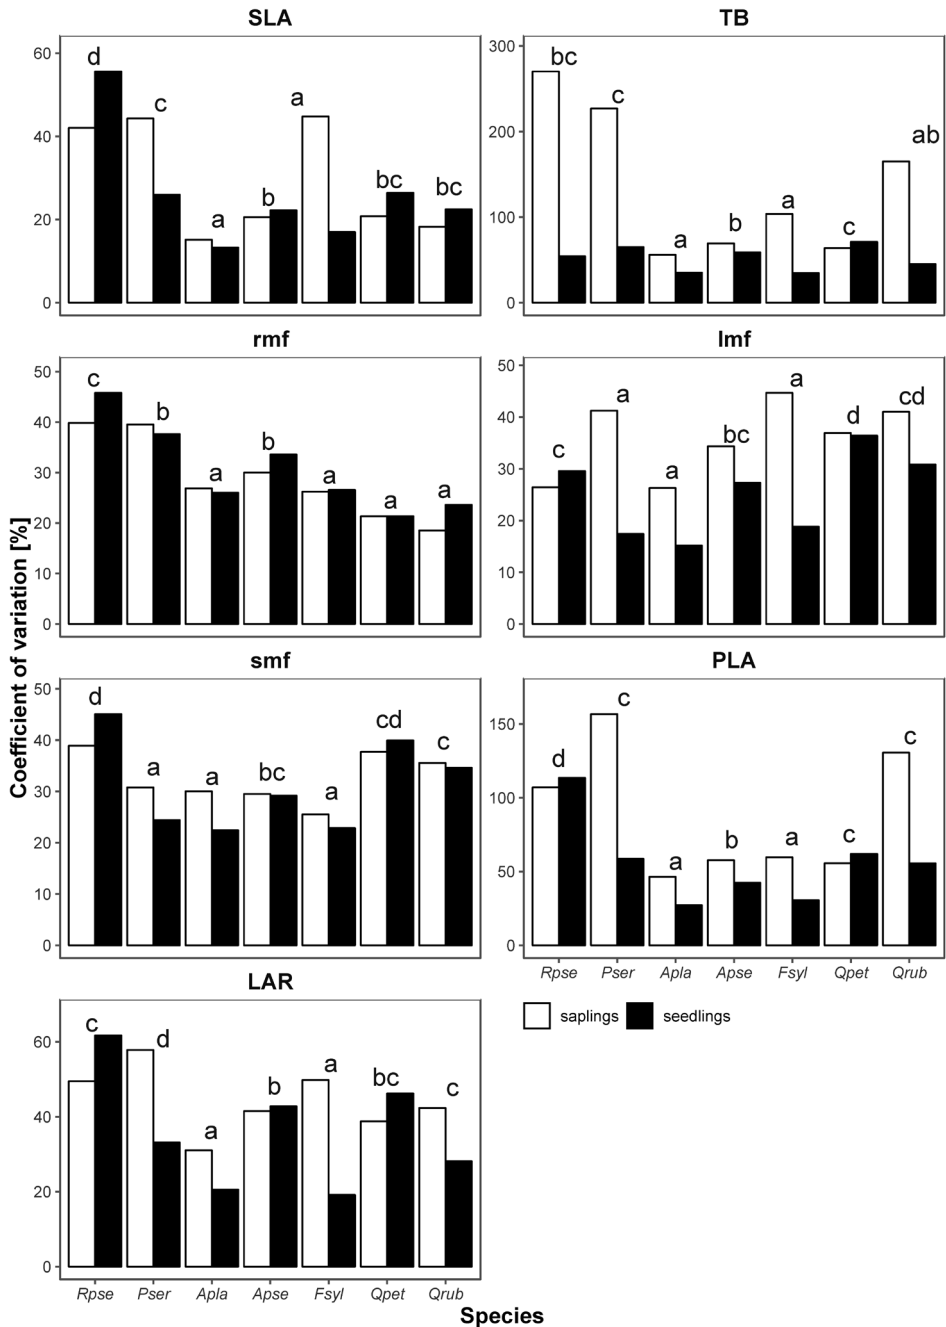 SLA
TB
60
40
20
0
d
c
a
b
a
bc
bc
300
200
100
0
bc
c
a
b
a
c
ab
rmf
lmf
50
40
30
20
10
0
c
b
a
b
a
a
a
50
40
30
20
10
0
c
a
a
bc
a
d
cd
smf
PLA
50
40
30
20
10
0
d
a
a
bc
a
cd
c
150
100
50
0
d
c
a
b
a
c
c
Rpse Pser Apla Apse Fsyl Qpet Qrub
saplings seedlings
LAR
60
40
20
0
c
d
a
b
a
bc
c
Rpse Pser Apla Apse Fsyl Qpet Qrub
Species
Coefficient of variation [%]